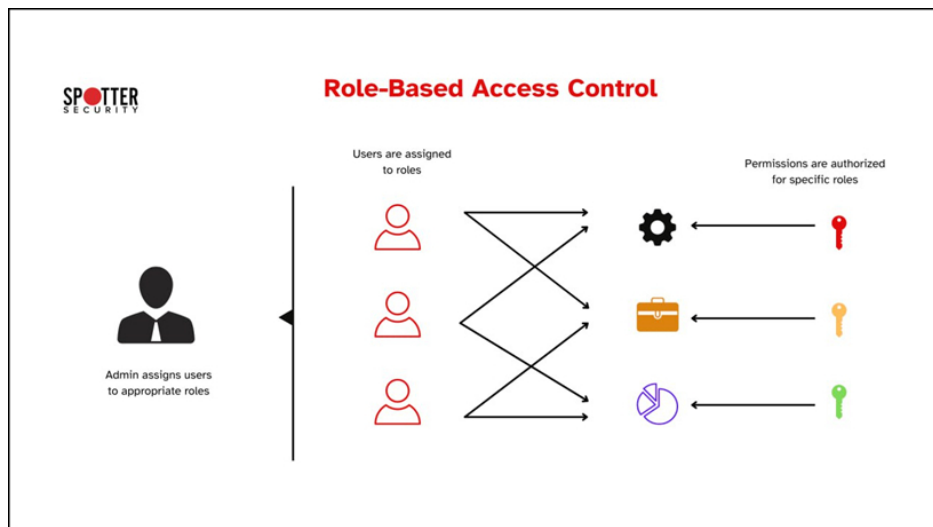 SPOTTER
SECURITY
Role-Based Access Control
Users are assigned
to roles
Permissions are authorized
for specific roles
Admin assigns users
to appropriate roles